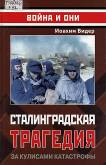 ВОЙНА И ОНИ
Иоахим Видер
СТАЛИНГРАДСКАЯ
ТРАГЕДИЯ
ЗА КУЛИСАМИ КАТАСТРОФЫ